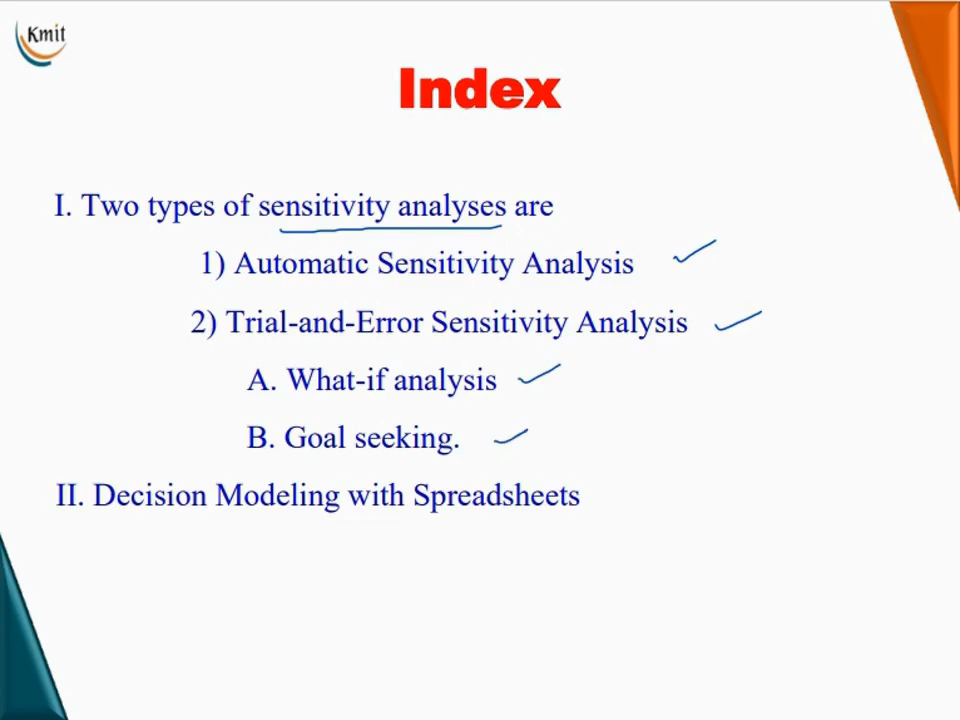 Kmit
Index
I. Two types of sensitivity analyses are
1) Automatic Sensitivity Analysis
2) Trial-and-Error Sensitivity Analysis
A. What-if analysis
B. Goal seeking.
II. Decision Modeling with Spreadsheets